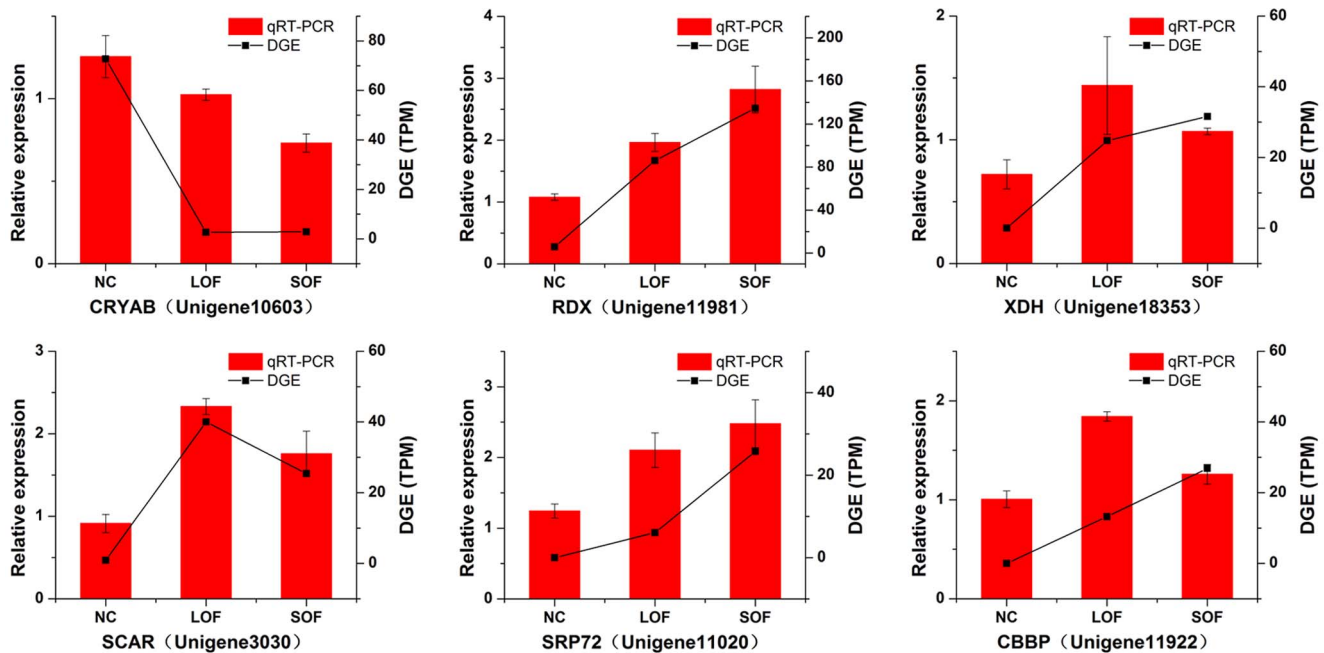 qRT-PCR
DGE
Relative expression
1
0
80
60
40
20
0
DGE (TPM)
NC LOF SOF
CRYAB（Unigene10603）
qRT-PCR
DGE
Relative expression
4
3
2
1
0
200
160
120
80
40
0
DGE (TPM)
NC LOF SOF
RDX（Unigene11981）
qRT-PCR
DGE
Relative expression
2
1
0
60
40
20
0
DGE (TPM)
NC LOF SOF
XDH（Unigene18353）
qRT-PCR
DGE
Relative expression
3
2
1
0
60
40
20
0
DGE (TPM)
NC LOF SOF
SCAR（Unigene3030）
qRT-PCR
DGE
Relative expression
3
2
1
0
40
20
0
DGE (TPM)
NC LOF SOF
SRP72（Unigene11020）
qRT-PCR
DGE
Relative expression
2
1
0
60
40
20
0
DGE (TPM)
NC LOF SOF
CBBP（Unigene11922）